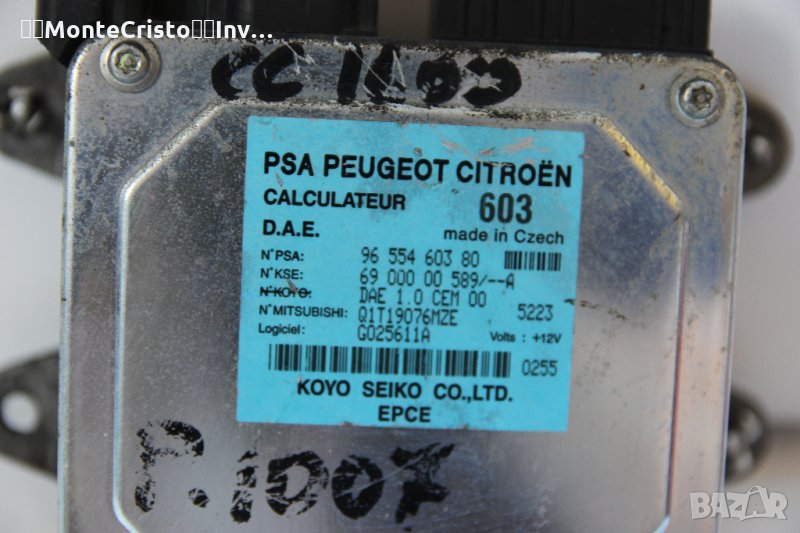 MonteCristo Inv...
PSA PEUGEOT CITROËN
CALCULATEUR 603
D.A.E. made in Czech
N°PSA: 96 554 603 80
N°KSE: 69 000 00 589/--A
N°KOYO: DAE 1.0 CEM 00
N°MITSUBISHI: Q1T19076MZE 5223
Logiciel: G025611A Volts : +12V
0255
KOYO SEIKO CO.,LTD.
EPCE
P.1007
BAZAR